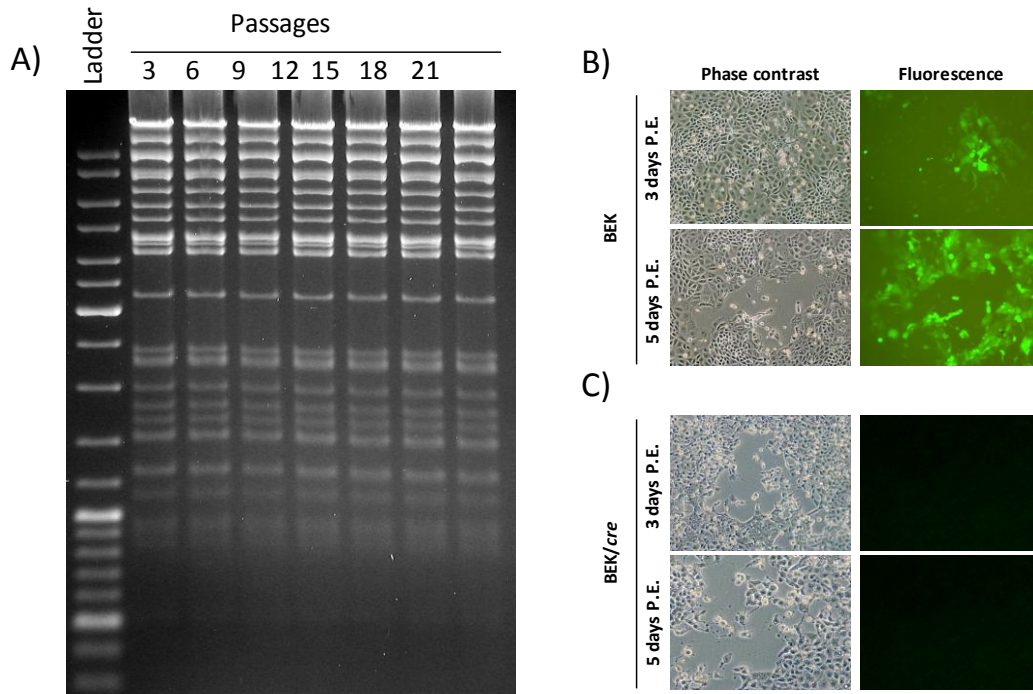 A)
Ladder
Passages
3 6 9 12 15 18 21
B)
Phase contrast Fluorescence
BEK
3 days P.E.
5 days P.E.
C)
BEK/cre
3 days P.E.
5 days P.E.